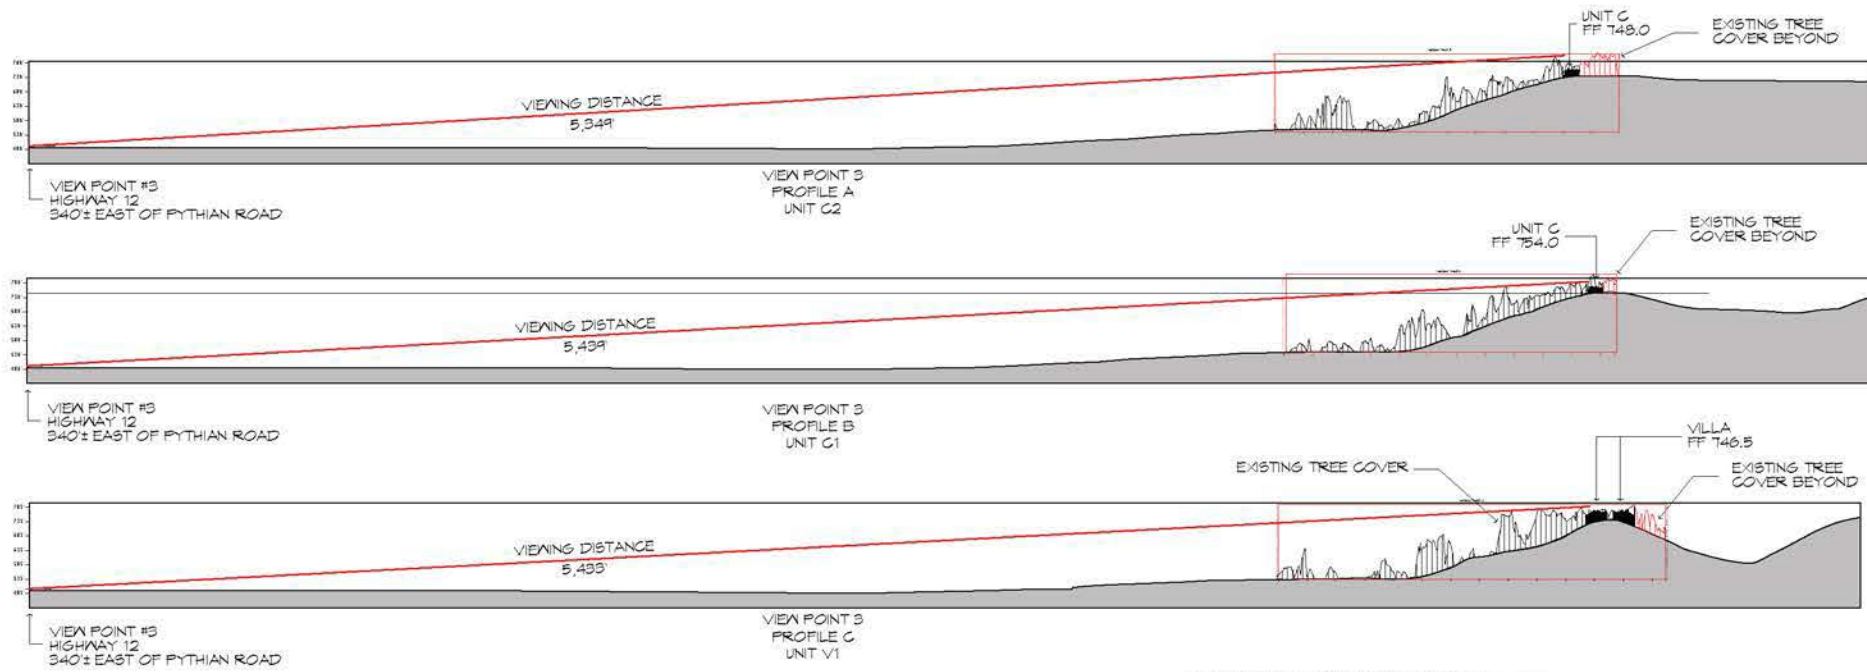 UNIT C
FF 748.0
EXISTING TREE
COVER BEYOND
VIEWING DISTANCE
5,349'
VIEW POINT #3
HIGHWAY 12
340'± EAST OF PYTHIAN ROAD
VIEW POINT 3
PROFILE A
UNIT C2
UNIT C
FF 754.0
EXISTING TREE
COVER BEYOND
VIEWING DISTANCE
5,439'
VIEW POINT #3
HIGHWAY 12
340'± EAST OF PYTHIAN ROAD
VIEW POINT 3
PROFILE B
UNIT C1
VILLA
FF 746.5
EXISTING TREE COVER
EXISTING TREE
COVER BEYOND
VIEWING DISTANCE
5,433'
VIEW POINT #3
HIGHWAY 12
340'± EAST OF PYTHIAN ROAD
VIEW POINT 3
PROFILE C
UNIT V1